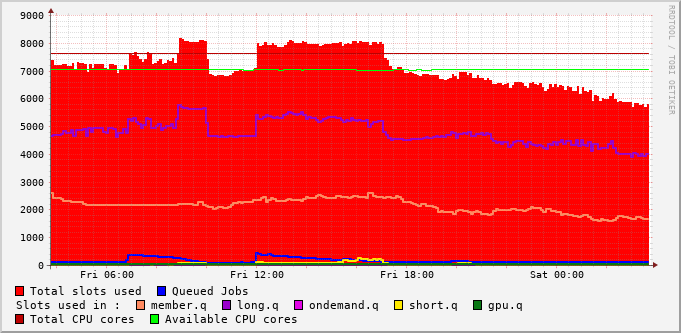 RRDTOOL / TOBI OETIKER
9000
8000
7000
6000
5000
4000
3000
2000
1000
0
Fri 06:00 Fri 12:00 Fri 18:00 Sat 00:00
Total slots used Queued Jobs
Slots used in : member.q long.q ondemand.q short.q gpu.q
Total CPU cores Available CPU cores